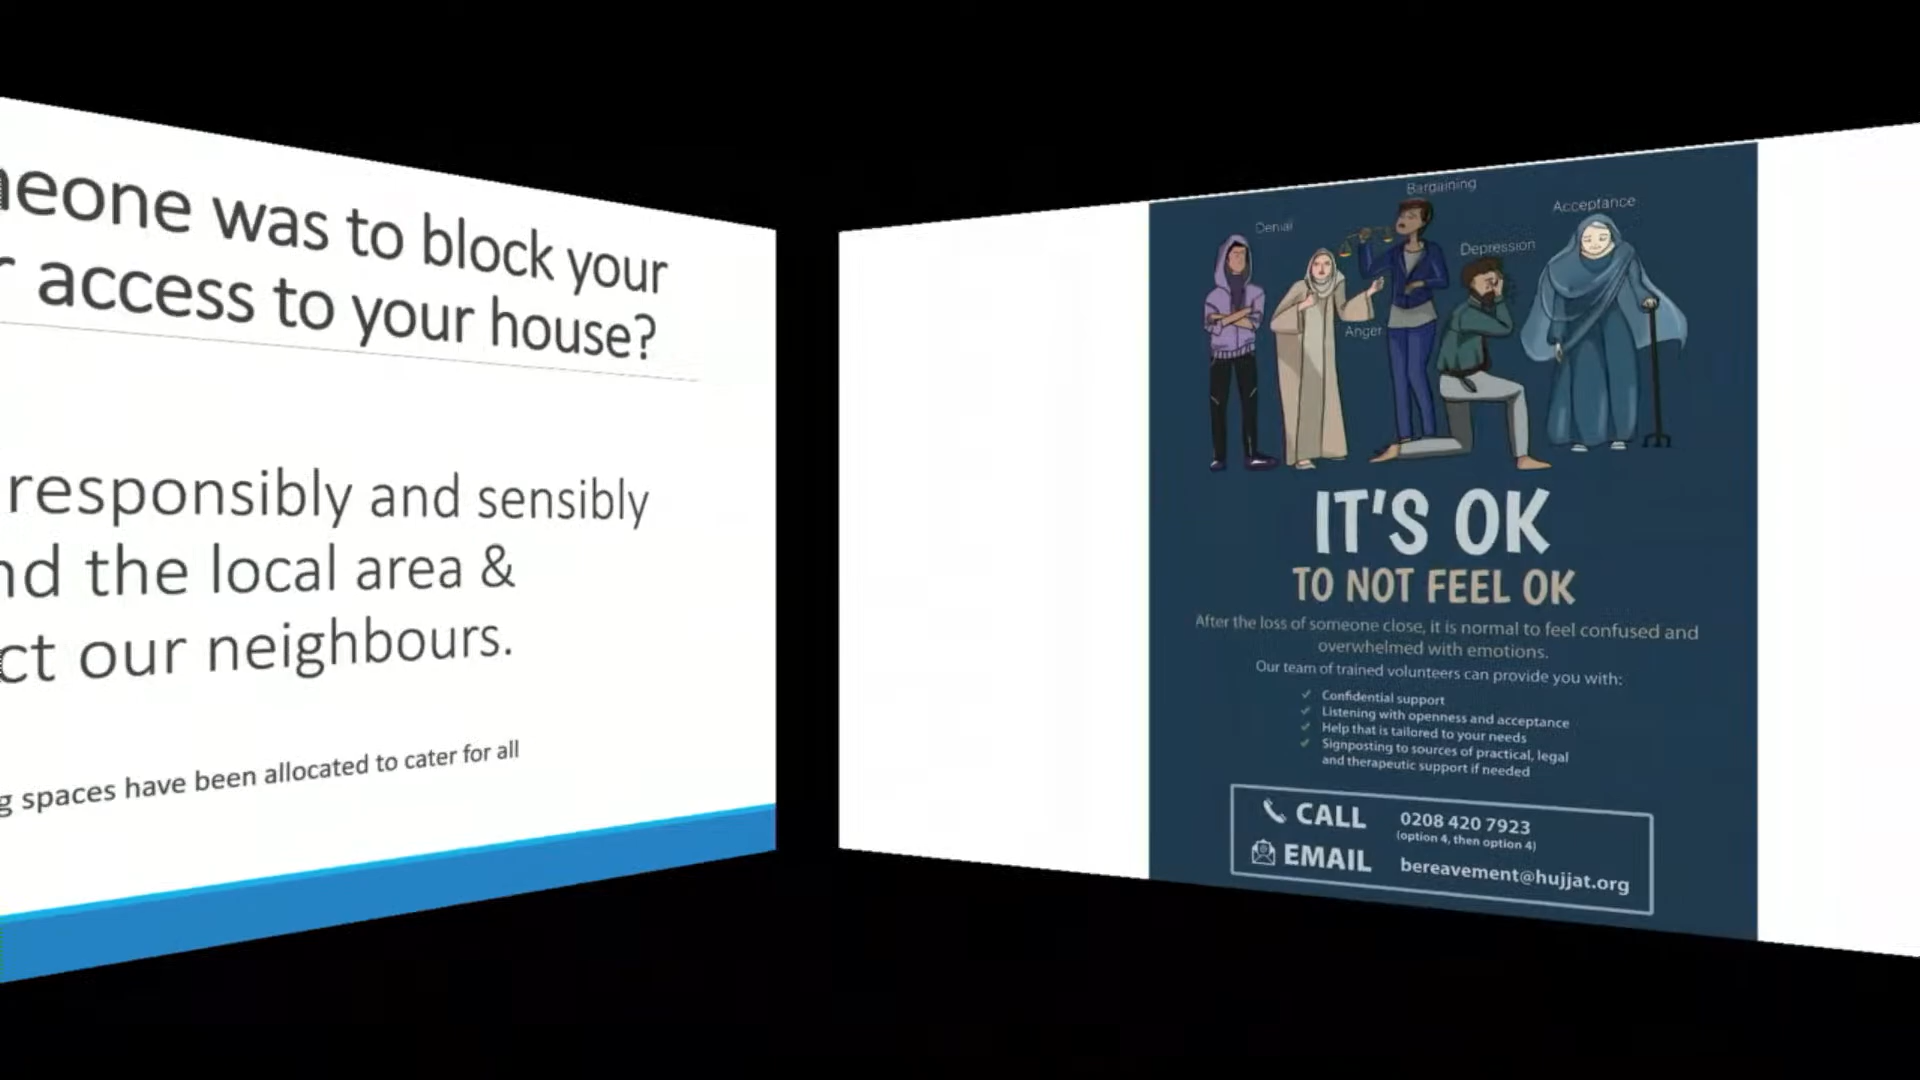 was to block your
access to your house?
responsibly and sensibly
the local area &
our neighbours.
spaces have been allocated to cater for all
Denial
Anger
Bargaining
Depression
Acceptance
IT'S OK
TO NOT FEEL OK
After the loss of someone close, it is normal to feel confused and
overwhelmed with emotions.
Our team of trained volunteers can provide you with:
✓ Confidential support
✓ Listening with openness and acceptance
✓ Help that is tailored to your needs
✓ Signposting to sources of practical, legal
and therapeutic support if needed
CALL 0208 420 7923
(option 4, then option 4)
EMAIL bereavement@hujjat.org